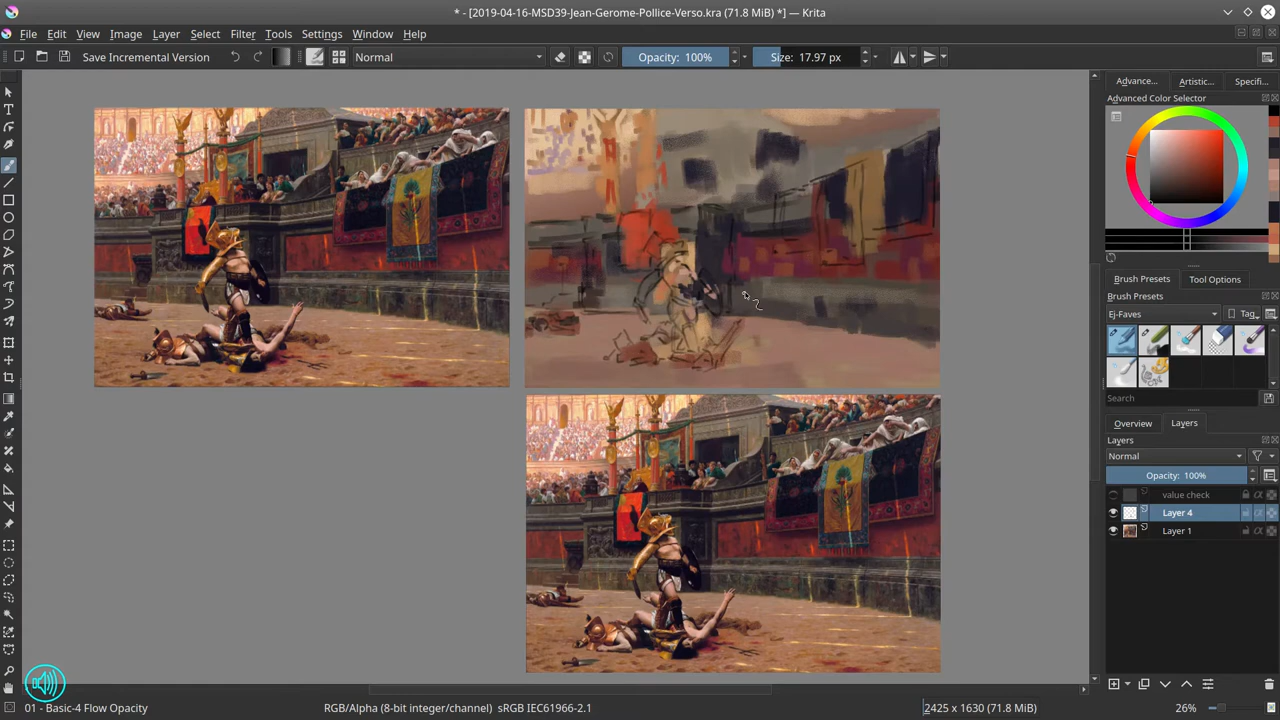 * - [2019-04-16-MSD39-Jean-Gerome-Pollice-Verso.kra (71.8 MiB) *] — Krita
File Edit View Image Layer Select Filter Tools Settings Window Help
Save Incremental Version
Normal
Opacity: 100%
Size: 17.97 px
Advance... Artistic... Specifi...
Advanced Color Selector
Brush Presets Tool Options
Brush Presets
Ej-Faves
Tag
Search
Overview Layers
Layers
Normal
Opacity: 100%
value check
Layer 4
Layer 1
01 - Basic-4 Flow Opacity
RGB/Alpha (8-bit integer/channel) sRGB IEC61966-2.1
2425 x 1630 (71.8 MiB)
26%